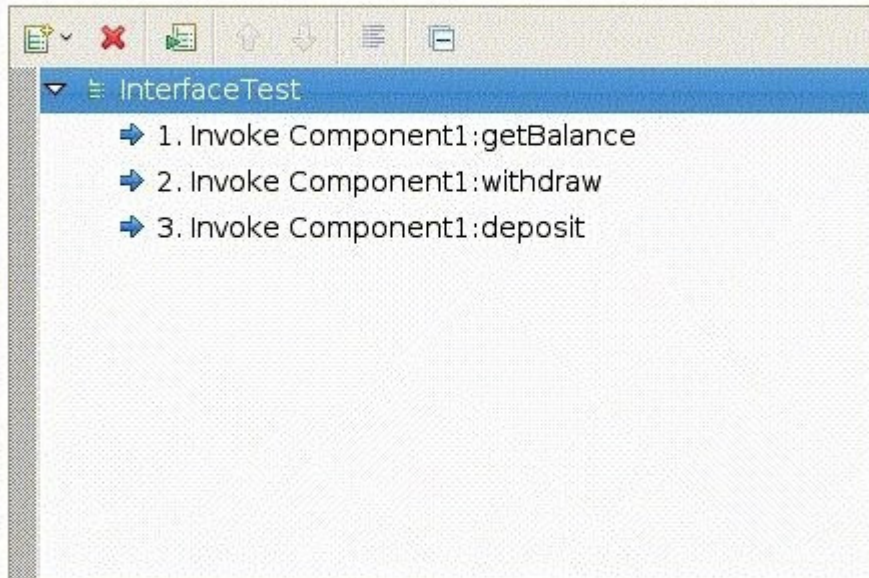 InterfaceTest
1. Invoke Component1:getBalance
2. Invoke Component1:withdraw
3. Invoke Component1:deposit